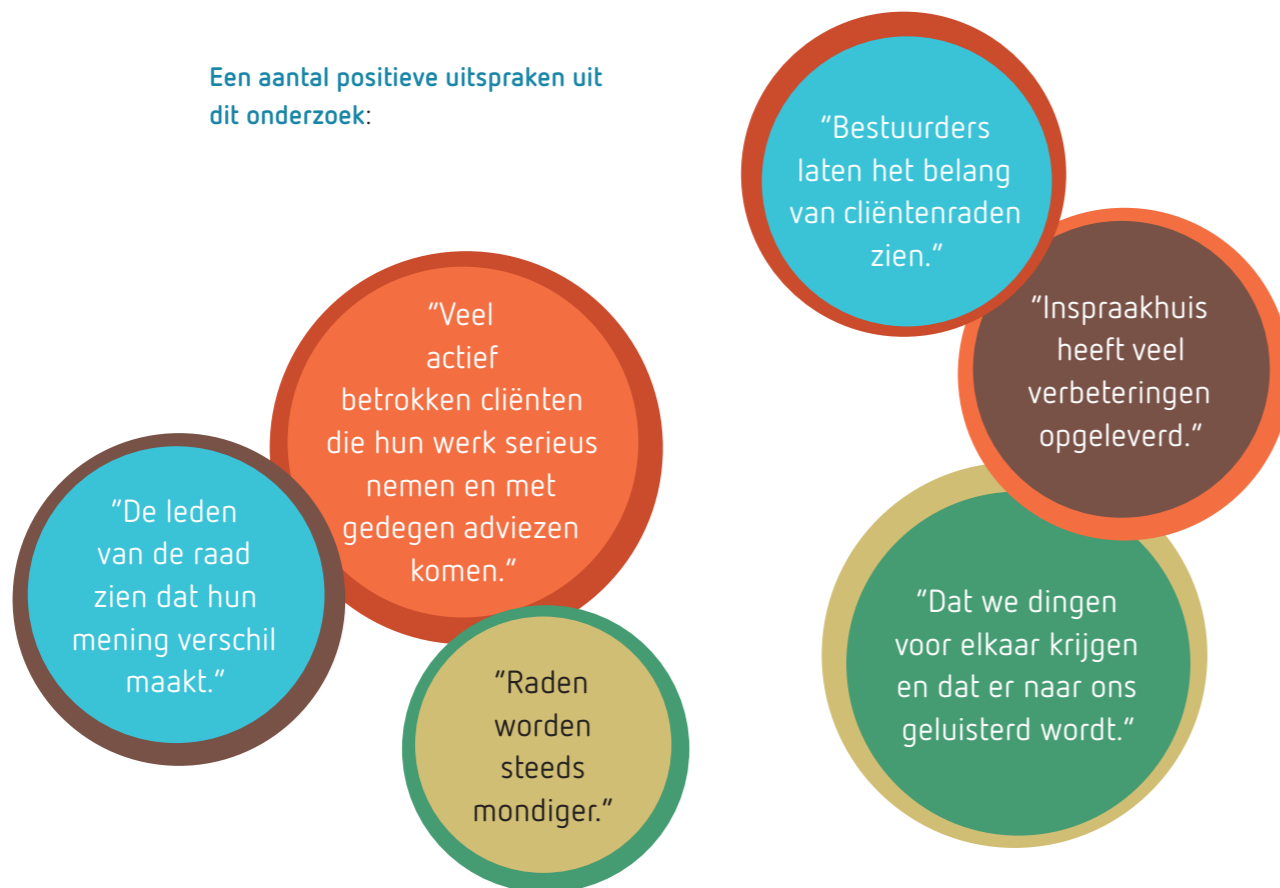 Een aantal positieve uitspraken uit
dit onderzoek:
“Bestuurders
laten het belang
van cliëntenraden
zien.”
“Inspraakhuis
heeft veel
verbeteringen
opgeleverd.”
“Veel
actief
betrokken cliënten
die hun werk serieus
nemen en met
gedegen adviezen
komen.”
“De leden
van de raad
zien dat hun
mening verschil
maakt.”
“Dat we dingen
voor elkaar krijgen
en dat er naar ons
geluisterd wordt.”
“Raden
worden
steeds
mondiger.”